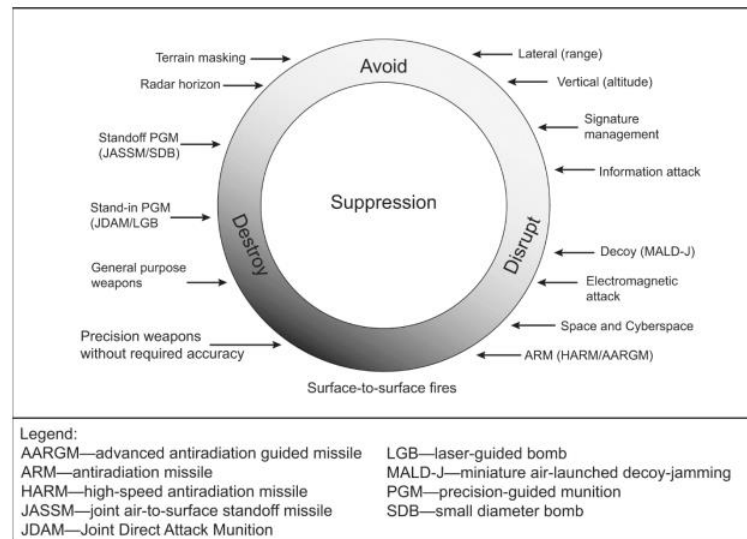 Avoid
Terrain masking
Radar horizon
Standoff PGM
(JASSM/SDB)
Stand-in PGM
(JDAM/LGB
General purpose
weapons
Precision weapons
without required accuracy
Destroy
Suppression
Disrupt
Lateral (range)
Vertical (altitude)
Signature
management
Information attack
Decoy (MALD-J)
Electromagnetic
attack
Space and Cyberspace
ARM (HARM/AARGM)
Surface-to-surface fires
Legend:
AARGM—advanced antiradiation guided missile
ARM—antiradiation missile
HARM—high-speed antiradiation missile
JASSM—joint air-to-surface standoff missile
JDAM—Joint Direct Attack Munition
LGB—laser-guided bomb
MALD-J—miniature air-launched decoy-jamming
PGM—precision-guided munition
SDB—small diameter bomb